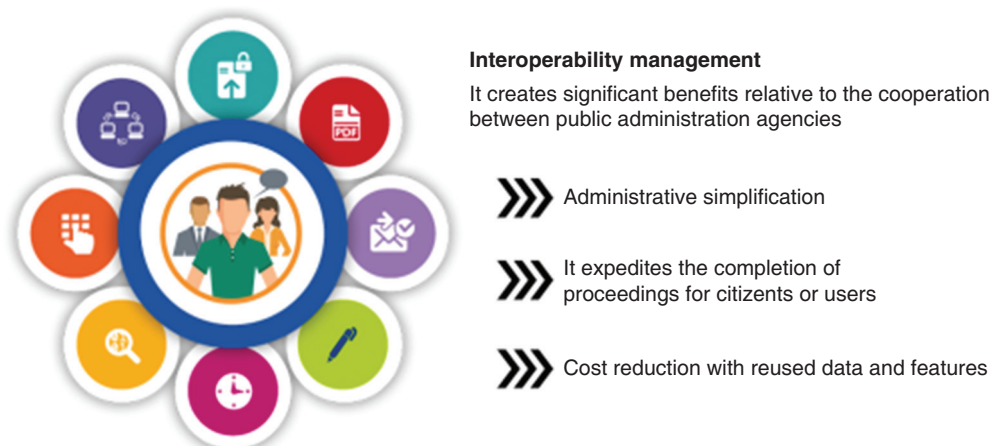 PDF
Interoperability management
It creates significant benefits relative to the cooperation
between public administration agencies
Administrative simplification
It expedites the completion of
proceedings for citizents or users
Cost reduction with reused data and features